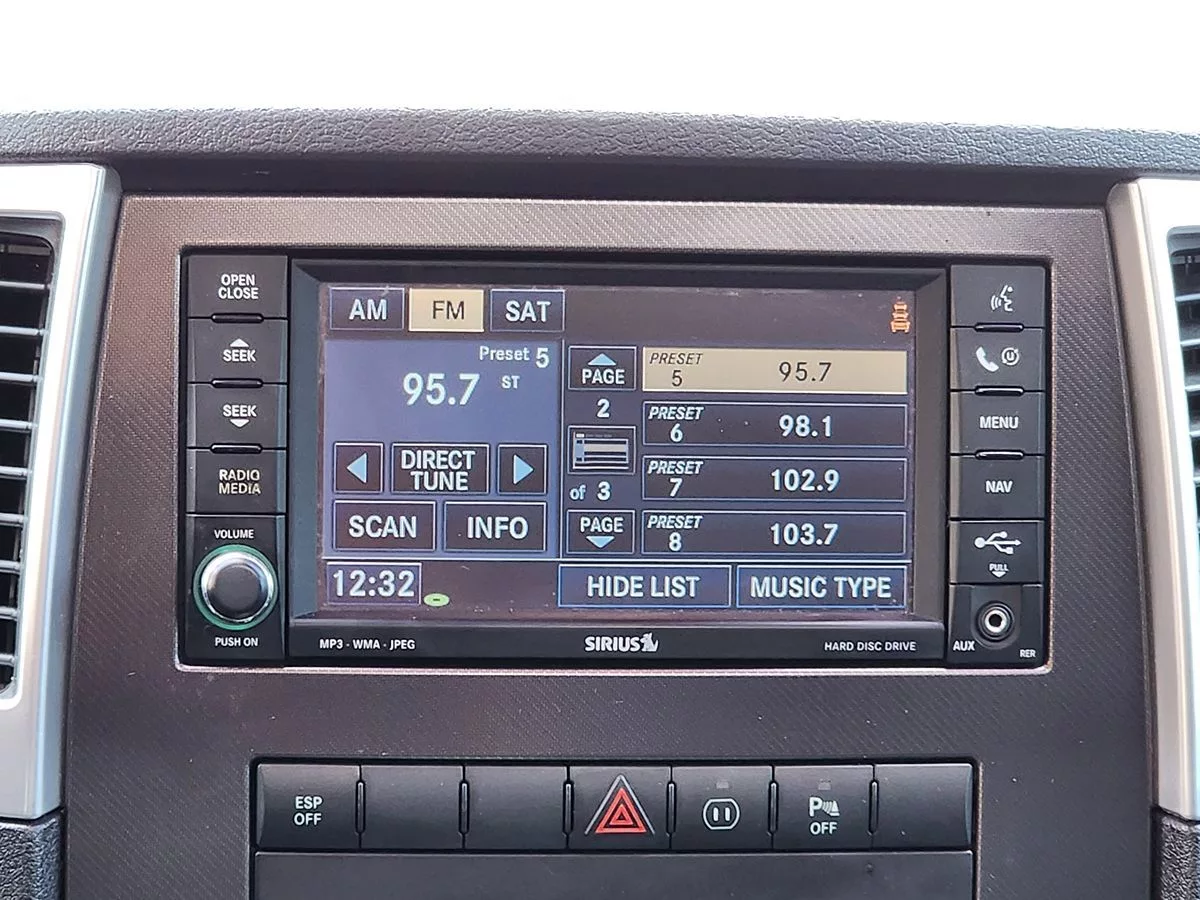 OPEN
CLOSE
SEEK
SEEK
RADIO
MEDIA
VOLUME
PUSH ON
AM FM SAT
Preset 5
95.7 ST
DIRECT
TUNE
SCAN INFO
12:32
PAGE
2
of 3
PAGE
PRESET
5 95.7
PRESET
6 98.1
PRESET
7 102.9
PRESET
8 103.7
HIDE LIST MUSIC TYPE
MP3 - WMA - JPEG
SIRIUS
HARD DISC DRIVE
U
MENU
NAV
PULL
AUX
RER
ESP
OFF
P
OFF